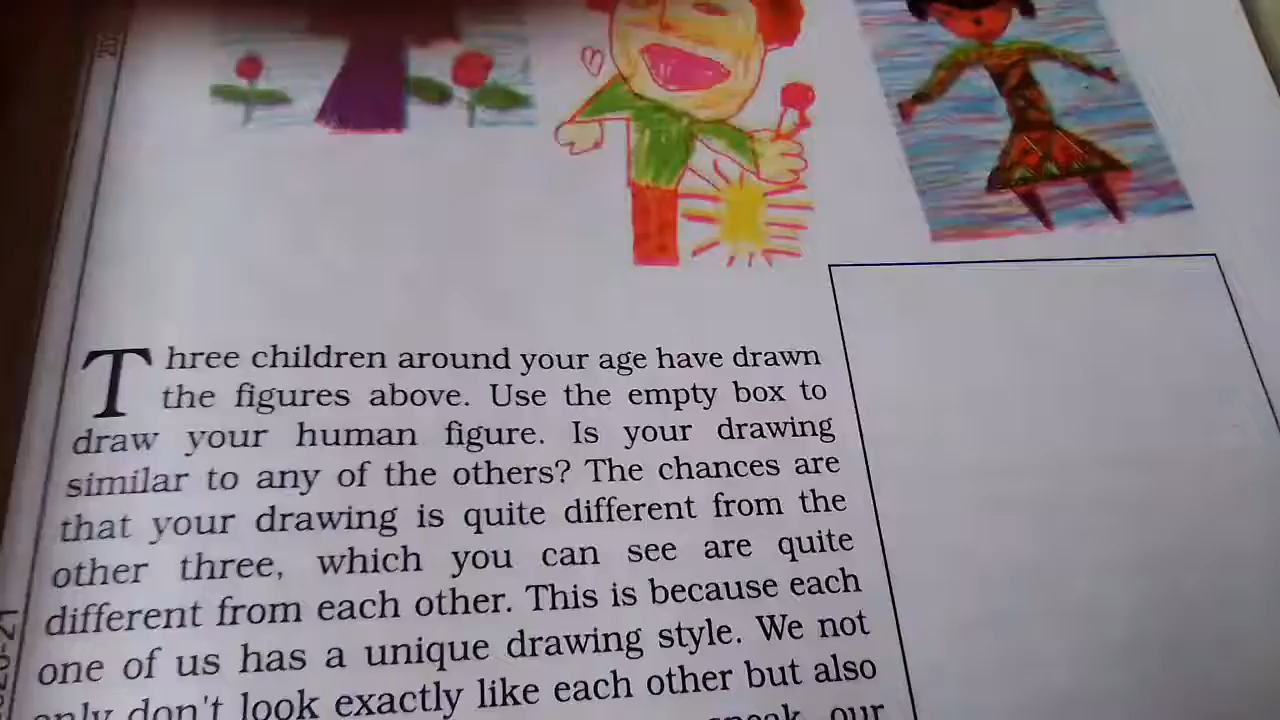 Three children around your age have drawn
the figures above. Use the empty box to
draw your human figure. Is your drawing
similar to any of the others? The chances are
that your drawing is quite different from the
other three, which you can see are quite
different from each other. This is because each
one of us has a unique drawing style. We not
only don't look exactly like each other but also
speak our